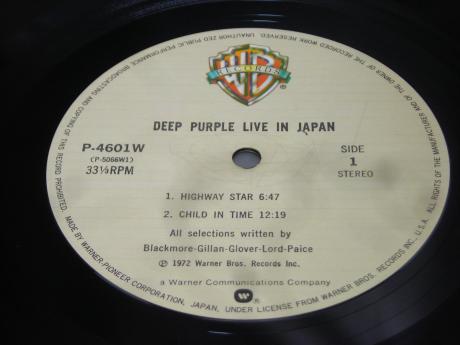 WB
RECORDS
®
DEEP PURPLE LIVE IN JAPAN
P-4601W
(P-5066W1)
33⅓RPM
SIDE
1
STEREO
1. HIGHWAY STAR 6:47
2. CHILD IN TIME 12:19
All selections written by
Blackmore-Gillan-Glover-Lord-Paice
℗ © 1972 Warner Bros. Records Inc.
a Warner Communications Company
MADE BY WARNER-PIONEER CORPORATION, JAPAN, UNDER LICENSE FROM WARNER BROS. RECORDS INC., U.S.A. ALL RIGHTS OF THE MANUFACTURER AND OF THE OWNER OF THE RECORDED WORK RESERVED. UNAUTHORIZED PUBLIC PERFORMANCE, BROADCASTING AND COPYING OF THIS RECORD PROHIBITED.